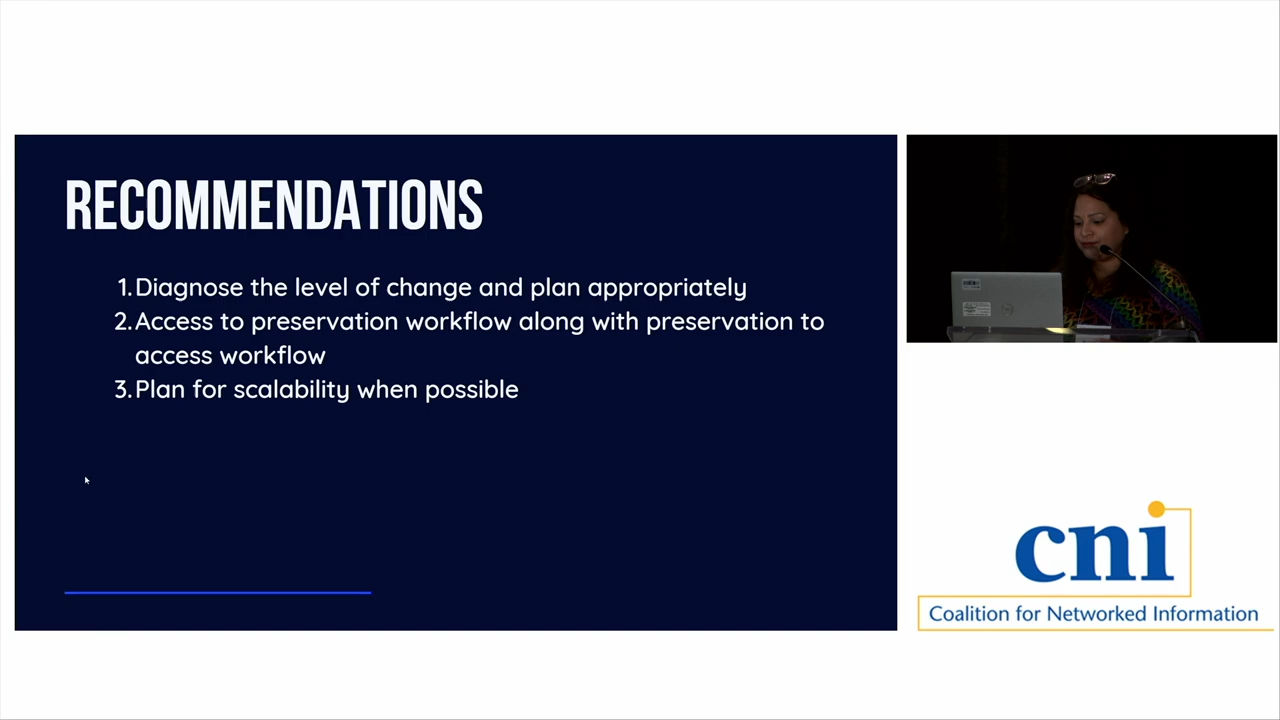 RECOMMENDATIONS
1. Diagnose the level of change and plan appropriately
2. Access to preservation workflow along with preservation to
access workflow
3. Plan for scalability when possible
cni
Coalition for Networked Information